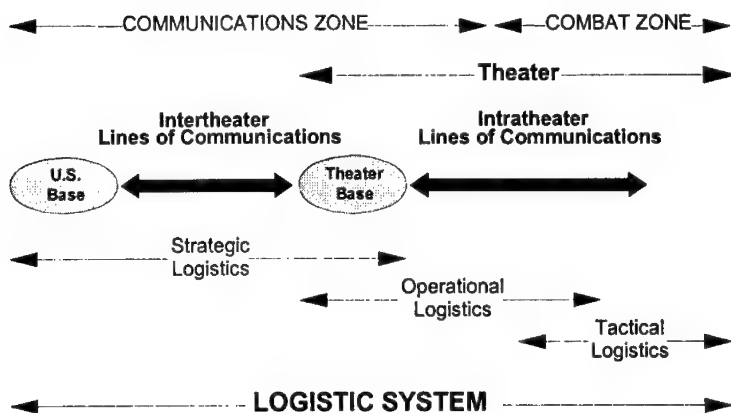 COMMUNICATIONS ZONE COMBAT ZONE
Theater
Intertheater
Lines of Communications
Intratheater
Lines of Communications
U.S.
Base
Theater
Base
Strategic
Logistics
Operational
Logistics
Tactical
Logistics
LOGISTIC SYSTEM